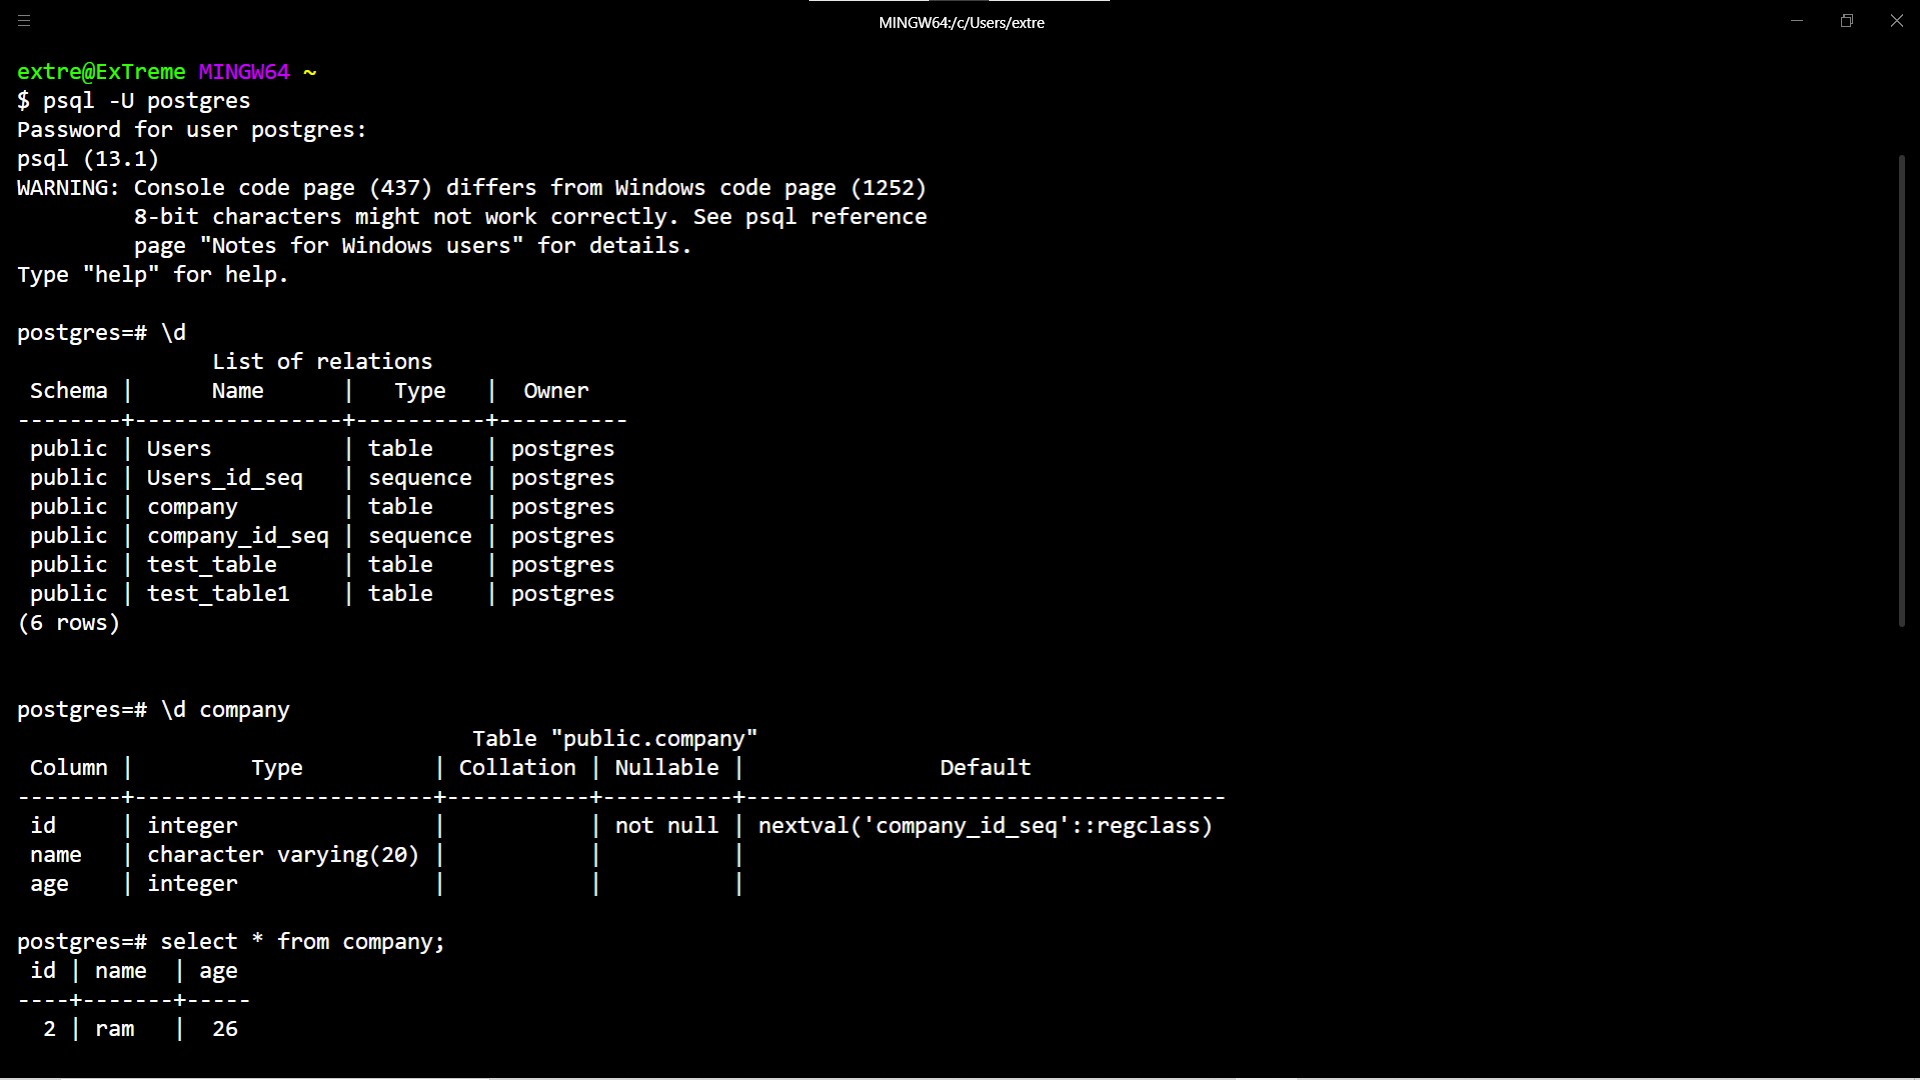 MINGW64:/c/Users/extre
extre@ExTreme MINGW64 ~
$ psql -U postgres
Password for user postgres:
psql (13.1)
WARNING: Console code page (437) differs from Windows code page (1252)
         8-bit characters might not work correctly. See psql reference
         page "Notes for Windows users" for details.
Type "help" for help.

postgres=# \d
               List of relations
 Schema |      Name      |   Type   |  Owner
--------+----------------+----------+----------
 public | Users          | table    | postgres
 public | Users_id_seq   | sequence | postgres
 public | company        | table    | postgres
 public | company_id_seq | sequence | postgres
 public | test_table     | table    | postgres
 public | test_table1    | table    | postgres
(6 rows)


postgres=# \d company
                                   Table "public.company"
 Column |         Type          | Collation | Nullable |               Default
--------+-----------------------+-----------+----------+-------------------------------------
 id     | integer               |           | not null | nextval('company_id_seq'::regclass)
 name   | character varying(20) |           |          |
 age    | integer               |           |          |

postgres=# select * from company;
 id | name  | age
----+-------+-----
  2 | ram   |  26